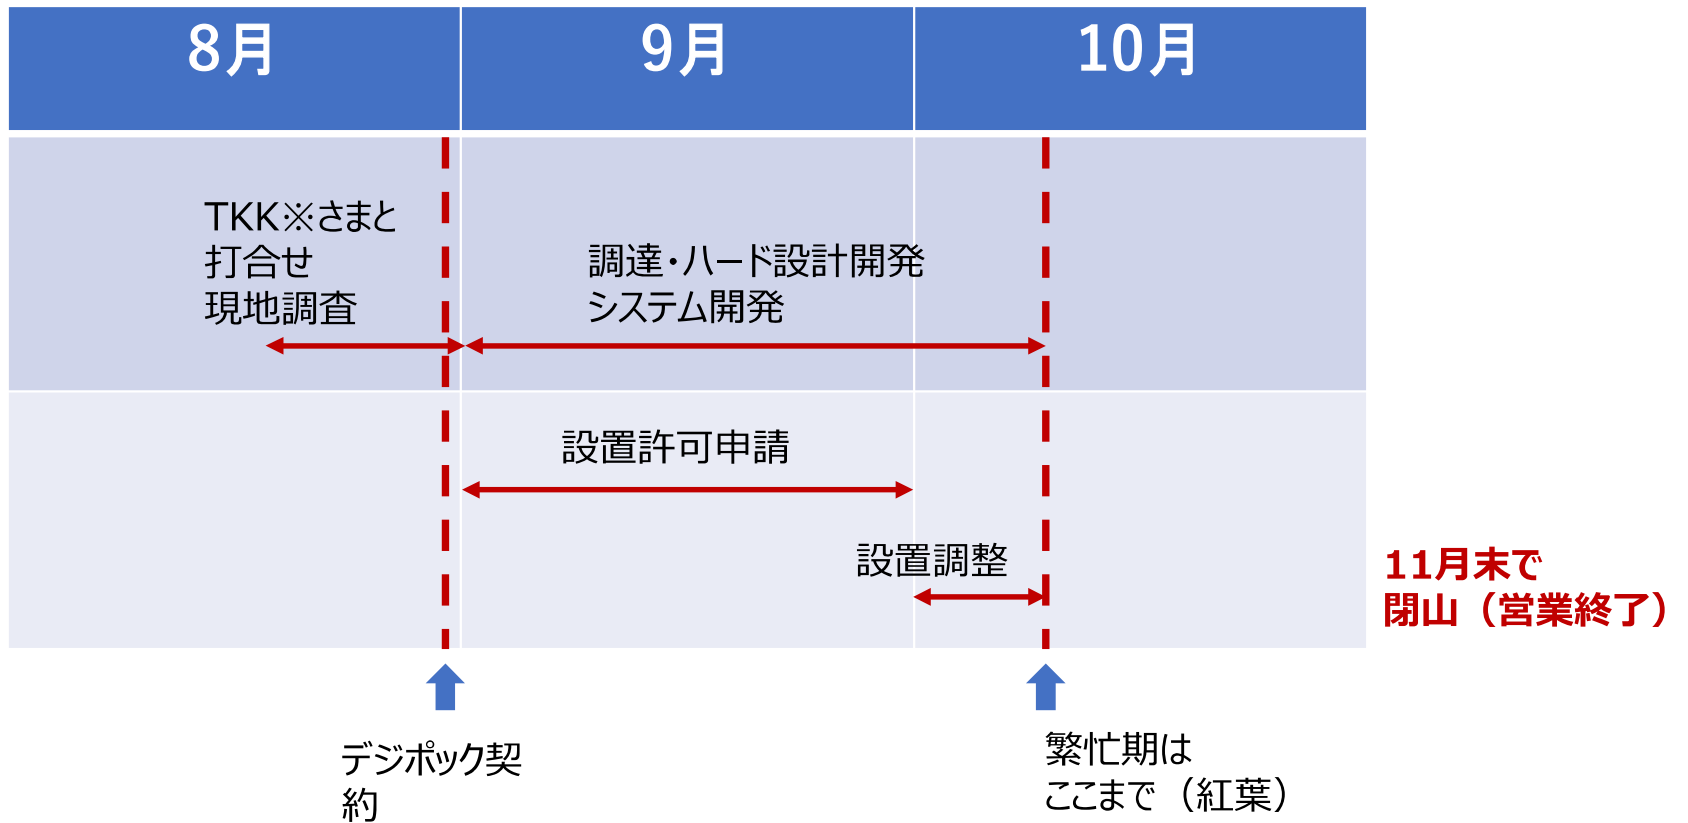 8月
9月
10月
TKK※さまと
打合せ
現地調査
調達・ハード設計開発
システム開発
設置許可申請
設置調整
11月末で
閉山（営業終了）
デジポック契
約
繁忙期は
ここまで（紅葉）